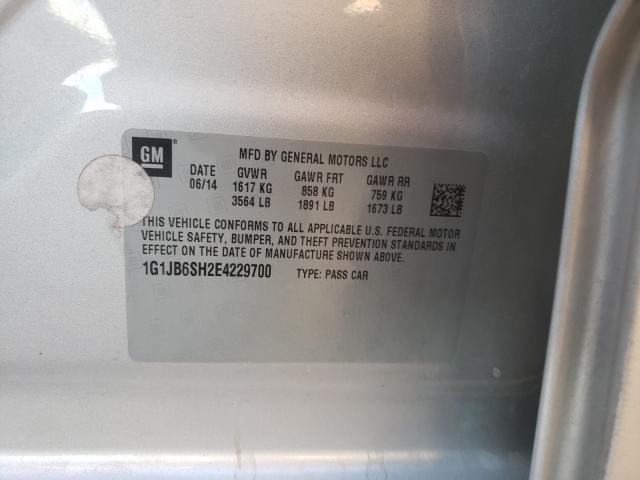 GM
®
MFD BY GENERAL MOTORS LLC
DATE GVWR GAWR FRT GAWR RR
06/14 1617 KG 858 KG 759 KG
3564 LB 1891 LB 1673 LB
THIS VEHICLE CONFORMS TO ALL APPLICABLE U.S. FEDERAL MOTOR
VEHICLE SAFETY, BUMPER, AND THEFT PREVENTION STANDARDS IN
EFFECT ON THE DATE OF MANUFACTURE SHOWN ABOVE.
1G1JB6SH2E4229700 TYPE: PASS CAR